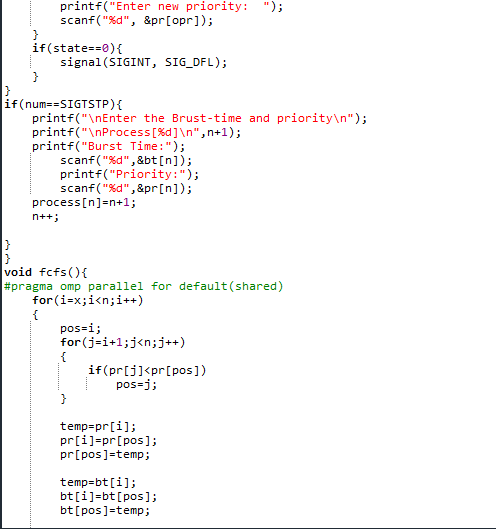 printf("Enter new priority:  ");
scanf("%d", &pr[opr]);
}
if(state==0){
signal(SIGINT, SIG_DFL);
}
}
if(num==SIGTSTP){
printf("\nEnter the Brust-time and priority\n");
printf("\nProcess[%d]\n",n+1);
printf("Burst Time:");
scanf("%d",&bt[n]);
printf("Priority:");
scanf("%d",&pr[n]);
process[n]=n+1;
n++;
}
}
void fcfs(){
#pragma omp parallel for default(shared)
for(i=x;i<n;i++)
{
pos=i;
for(j=i+1;j<n;j++)
{
if(pr[j]<pr[pos])
pos=j;
}
temp=pr[i];
pr[i]=pr[pos];
pr[pos]=temp;
temp=bt[i];
bt[i]=bt[pos];
bt[pos]=temp;